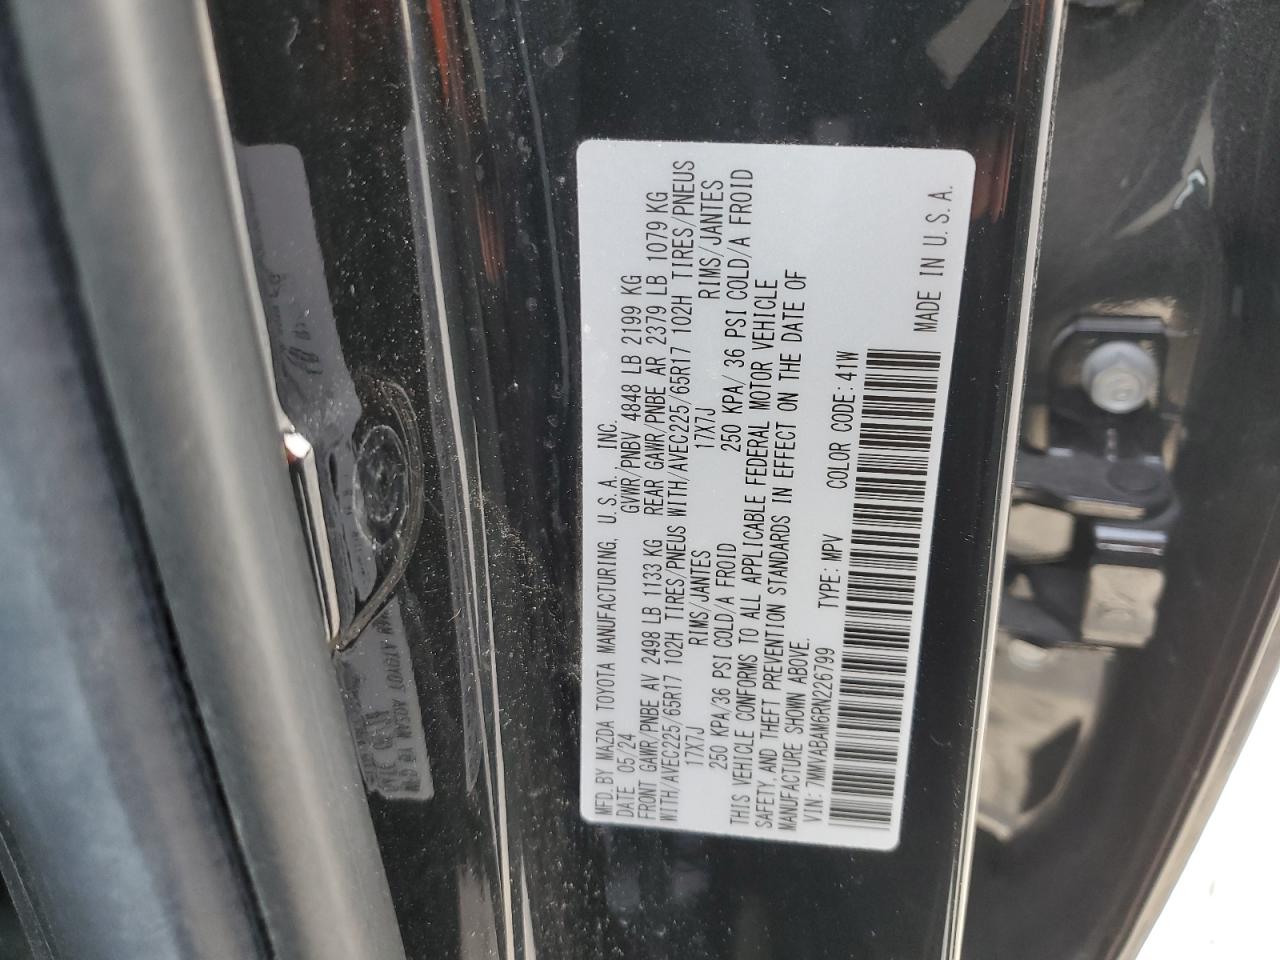 MFD. BY MAZDA TOYOTA MANUFACTURING, U.S.A., INC.
DATE 05/24 GVWR/PNBV 4848 LB 2199 KG
FRONT GAWR/PNBE AV 2498 LB 1133 KG REAR GAWR/PNBE AR 2379 LB 1079 KG
WITH/AVEC225/65R17 102H TIRES/PNEUS WITH/AVEC225/65R17 102H TIRES/PNEUS
17X7J RIMS/JANTES 17X7J RIMS/JANTES
250 KPA/36 PSI COLD/A FROID 250 KPA/36 PSI COLD/A FROID
THIS VEHICLE CONFORMS TO ALL APPLICABLE FEDERAL MOTOR VEHICLE
SAFETY, AND THEFT PREVENTION STANDARDS IN EFFECT ON THE DATE OF
MANUFACTURE SHOWN ABOVE.
VIN: 7MMVABAM6RN226799 TYPE: MPV COLOR CODE: 41W
MADE IN U.S.A.